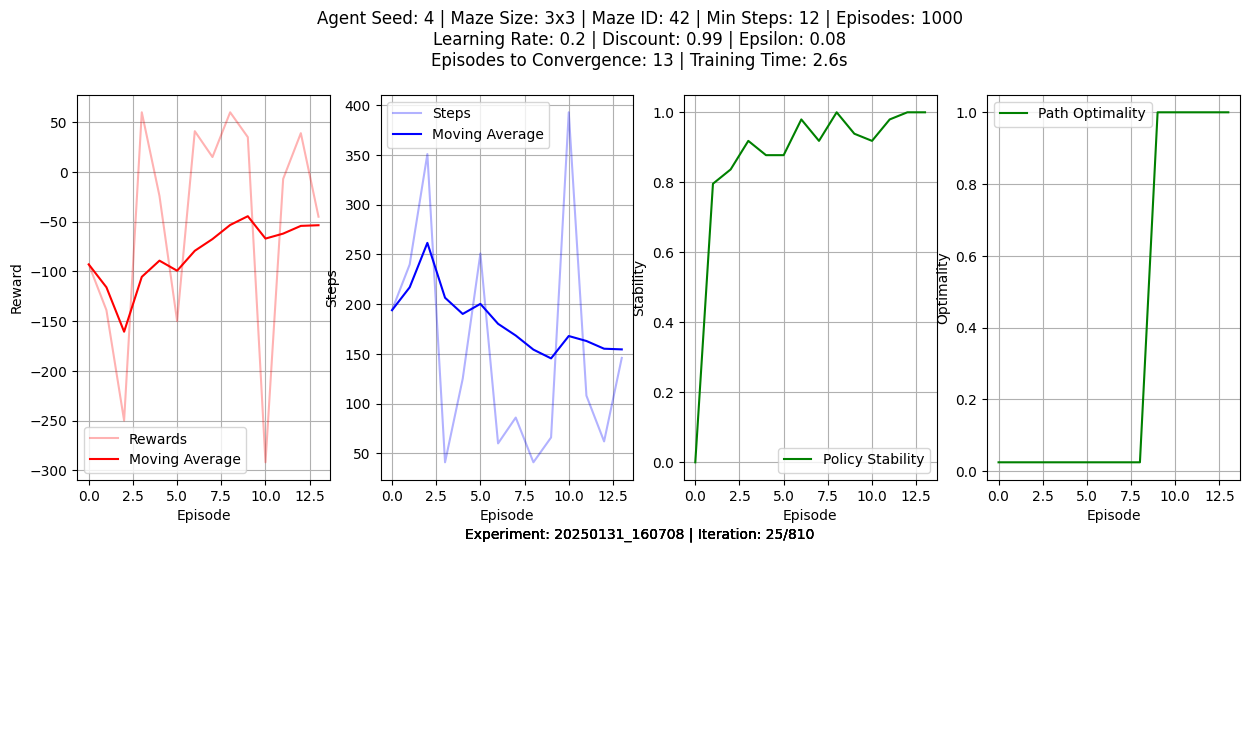 Agent Seed: 4 | Maze Size: 3x3 | Maze ID: 42 | Min Steps: 12 | Episodes: 1000
Learning Rate: 0.2 | Discount: 0.99 | Epsilon: 0.08
Episodes to Convergence: 13 | Training Time: 2.6s
50
0
−50
−100
−150
−200
−250
−300
Reward
Rewards
Moving Average
0.0 2.5 5.0 7.5 10.0 12.5
Episode
400
350
300
250
200
150
100
50
Steps
Steps
Moving Average
0.0 2.5 5.0 7.5 10.0 12.5
Episode
1.0
0.8
0.6
0.4
0.2
0.0
Stability
Policy Stability
0.0 2.5 5.0 7.5 10.0 12.5
Episode
1.0
0.8
0.6
0.4
0.2
0.0
Optimality
Path Optimality
0.0 2.5 5.0 7.5 10.0 12.5
Episode
Experiment: 20250131_160708 | Iteration: 25/810